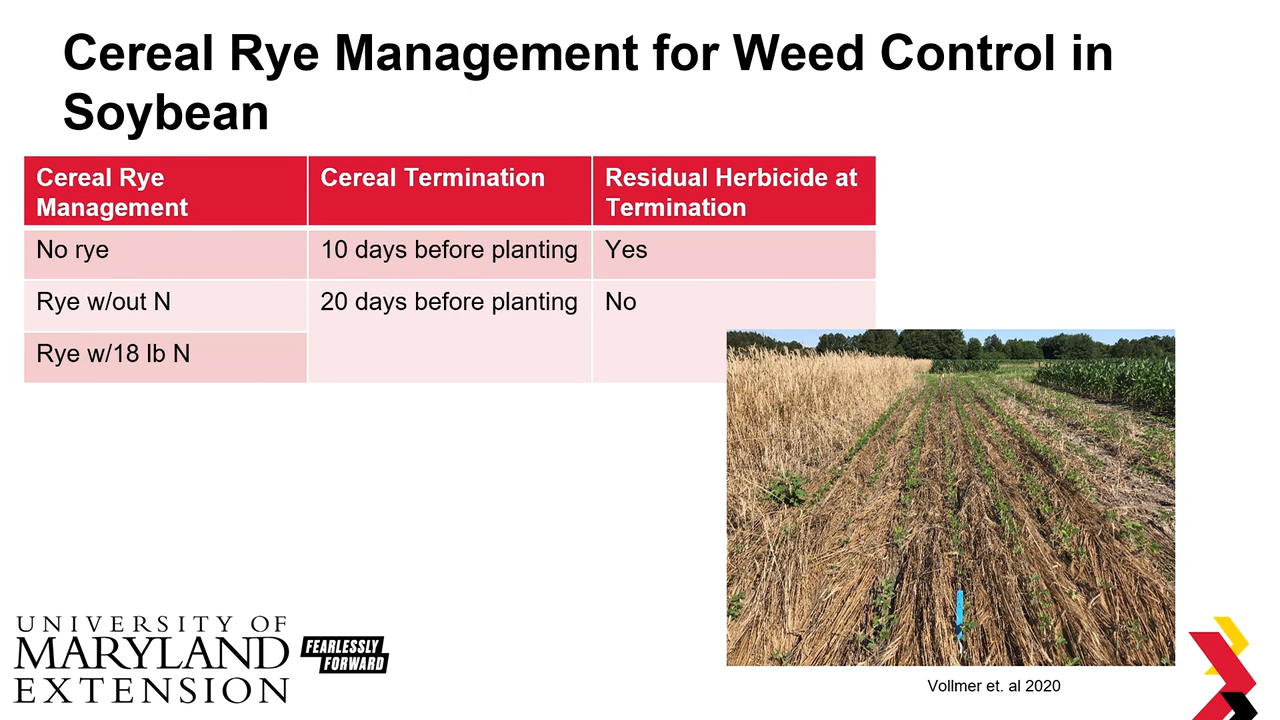 Cereal Rye Management for Weed Control in
Soybean
Cereal Rye
Management
Cereal Termination
Residual Herbicide at
Termination
No rye
10 days before planting
Yes
Rye w/out N
20 days before planting
No
Rye w/18 lb N
UNIVERSITY OF
MARYLAND
EXTENSION
FEARLESSLY
FORWARD
Vollmer et. al 2020